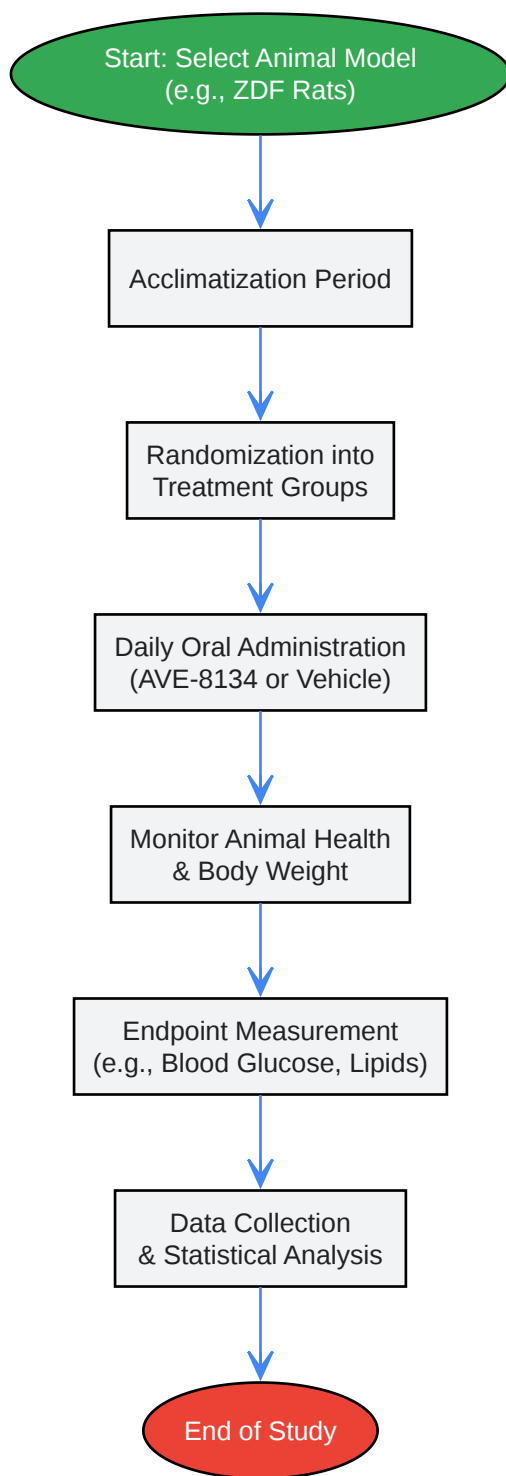 Start: Select Animal Model
(e.g., ZDF Rats)
Acclimatization Period
Randomization into
Treatment Groups
Daily Oral Administration
(AVE-8134 or Vehicle)
Monitor Animal Health
& Body Weight
Endpoint Measurement
(e.g., Blood Glucose, Lipids)
Data Collection
& Statistical Analysis
End of Study